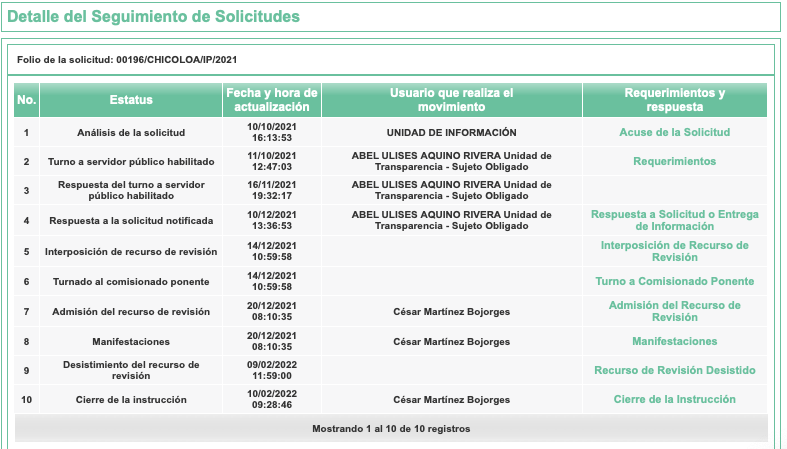 Detalle del Seguimiento de Solicitudes
Folio de la solicitud: 00196/CHICOLOA/IP/2021
No. Estatus Fecha y hora de actualización Usuario que realiza el movimiento Requerimientos y respuesta
1 Análisis de la solicitud 10/10/2021 16:13:53 UNIDAD DE INFORMACIÓN Acuse de la Solicitud
2 Turno a servidor público habilitado 11/10/2021 12:47:03 ABEL ULISES AQUINO RIVERA Unidad de Transparencia - Sujeto Obligado Requerimientos
3 Respuesta del turno a servidor público habilitado 16/11/2021 19:32:17 ABEL ULISES AQUINO RIVERA Unidad de Transparencia - Sujeto Obligado
4 Respuesta a la solicitud notificada 10/12/2021 13:36:53 ABEL ULISES AQUINO RIVERA Unidad de Transparencia - Sujeto Obligado Respuesta a Solicitud o Entrega de Información
5 Interposición de recurso de revisión 14/12/2021 10:59:58 Interposición de Recurso de Revisión
6 Turnado al comisionado ponente 14/12/2021 10:59:58 Turno a Comisionado Ponente
7 Admisión del recurso de revisión 20/12/2021 08:10:35 César Martínez Bojorges Admisión del Recurso de Revisión
8 Manifestaciones 20/12/2021 08:10:35 César Martínez Bojorges Manifestaciones
9 Desistimiento del recurso de revisión 09/02/2022 11:59:00 Recurso de Revisión Desistido
10 Cierre de la instrucción 10/02/2022 09:28:46 César Martínez Bojorges Cierre de la Instrucción
Mostrando 1 al 10 de 10 registros